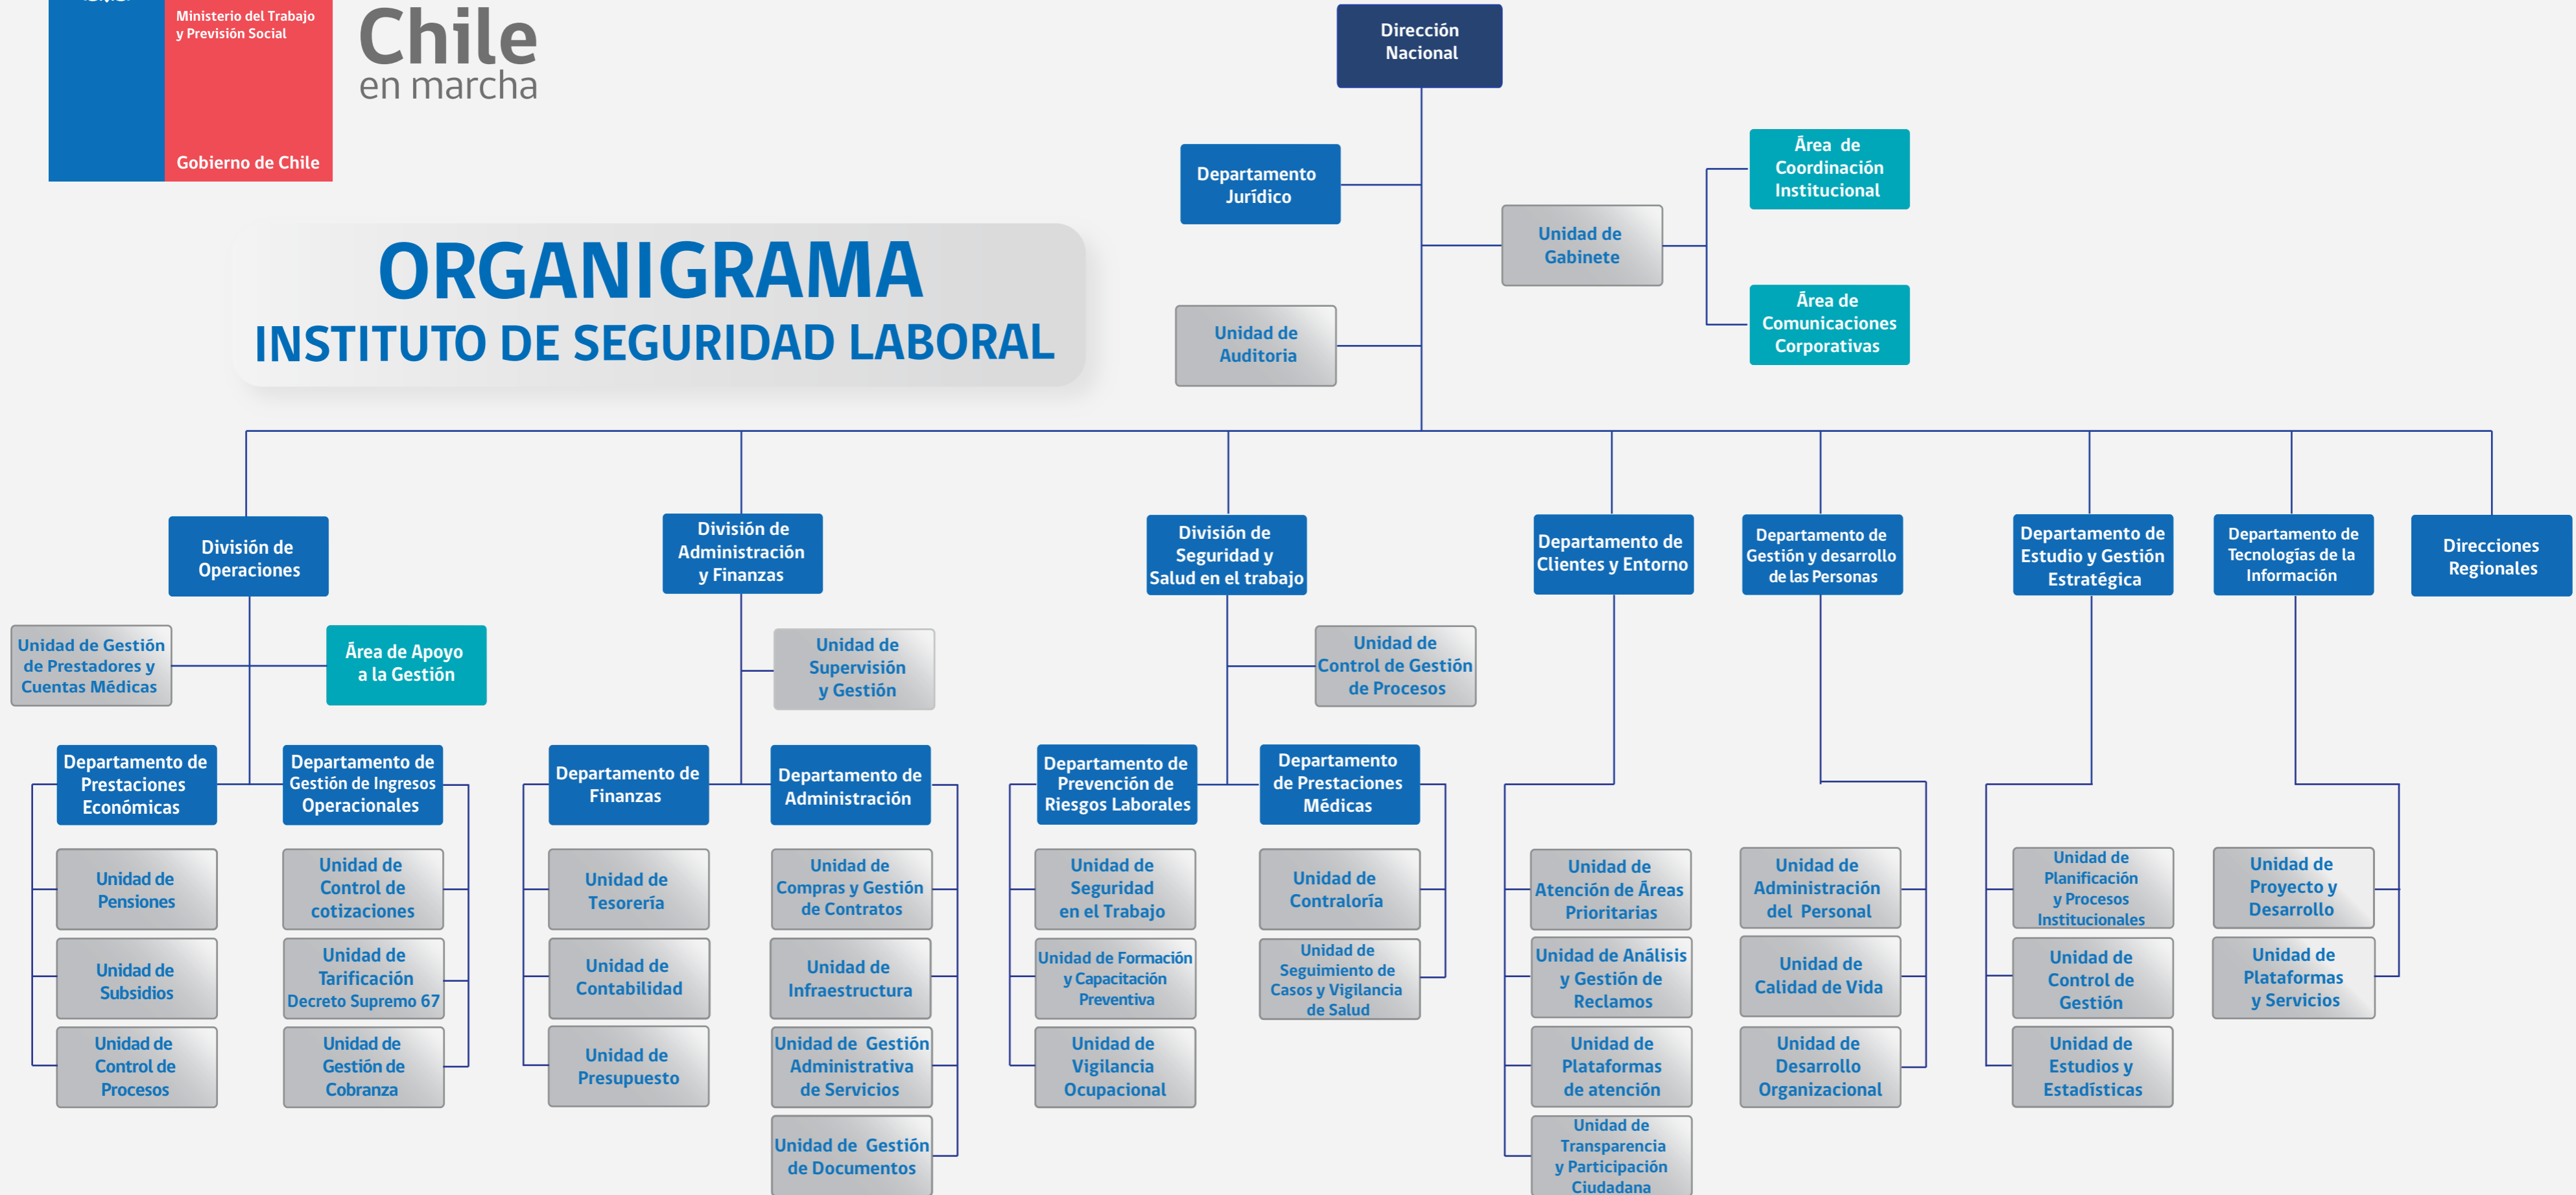 Ministerio del Trabajo
y Previsión Social
Gobierno de Chile
Chile
en marcha
ORGANIGRAMA
INSTITUTO DE SEGURIDAD LABORAL
Dirección
Nacional
Departamento
Jurídico
Unidad de
Gabinete
Área de
Coordinación
Institucional
Área de
Comunicaciones
Corporativas
Unidad de
Auditoria
División de
Operaciones
División de
Administración
y Finanzas
División de
Seguridad y
Salud en el trabajo
Departamento de
Clientes y Entorno
Departamento de
Gestión y desarrollo
de las Personas
Departamento de
Estudio y Gestión
Estratégica
Departamento de
Tecnologías de la
Información
Direcciones
Regionales
Unidad de Gestión
de Prestadores y
Cuentas Médicas
Área de Apoyo
a la Gestión
Unidad de
Supervisión
y Gestión
Unidad de
Control de Gestión
de Procesos
Departamento de
Prestaciones
Económicas
Departamento de
Gestión de Ingresos
Operacionales
Departamento de
Finanzas
Departamento de
Administración
Departamento de
Prevención de
Riesgos Laborales
Departamento
de Prestaciones
Médicas
Unidad de
Pensiones
Unidad de
Subsidios
Unidad de
Control de
Procesos
Unidad de
Control de
cotizaciones
Unidad de
Tarificación
Decreto Supremo 67
Unidad de
Gestión de
Cobranza
Unidad de
Tesorería
Unidad de
Contabilidad
Unidad de
Presupuesto
Unidad de
Compras y Gestión
de Contratos
Unidad de
Infraestructura
Unidad de Gestión
Administrativa
de Servicios
Unidad de Gestión
de Documentos
Unidad de
Seguridad
en el Trabajo
Unidad de Formación
y Capacitación
Preventiva
Unidad de
Vigilancia
Ocupacional
Unidad de
Contraloría
Unidad de
Seguimiento de
Casos y Vigilancia
de Salud
Unidad de
Atención de Áreas
Prioritarias
Unidad de Análisis
y Gestión de
Reclamos
Unidad de
Plataformas
de atención
Unidad de
Transparencia
y Participación
Ciudadana
Unidad de
Administración
del Personal
Unidad de
Calidad de Vida
Unidad de
Desarrollo
Organizacional
Unidad de
Planificación
y Procesos
Institucionales
Unidad de
Control de
Gestión
Unidad de
Estudios y
Estadísticas
Unidad de
Proyecto y
Desarrollo
Unidad de
Plataformas
y Servicios